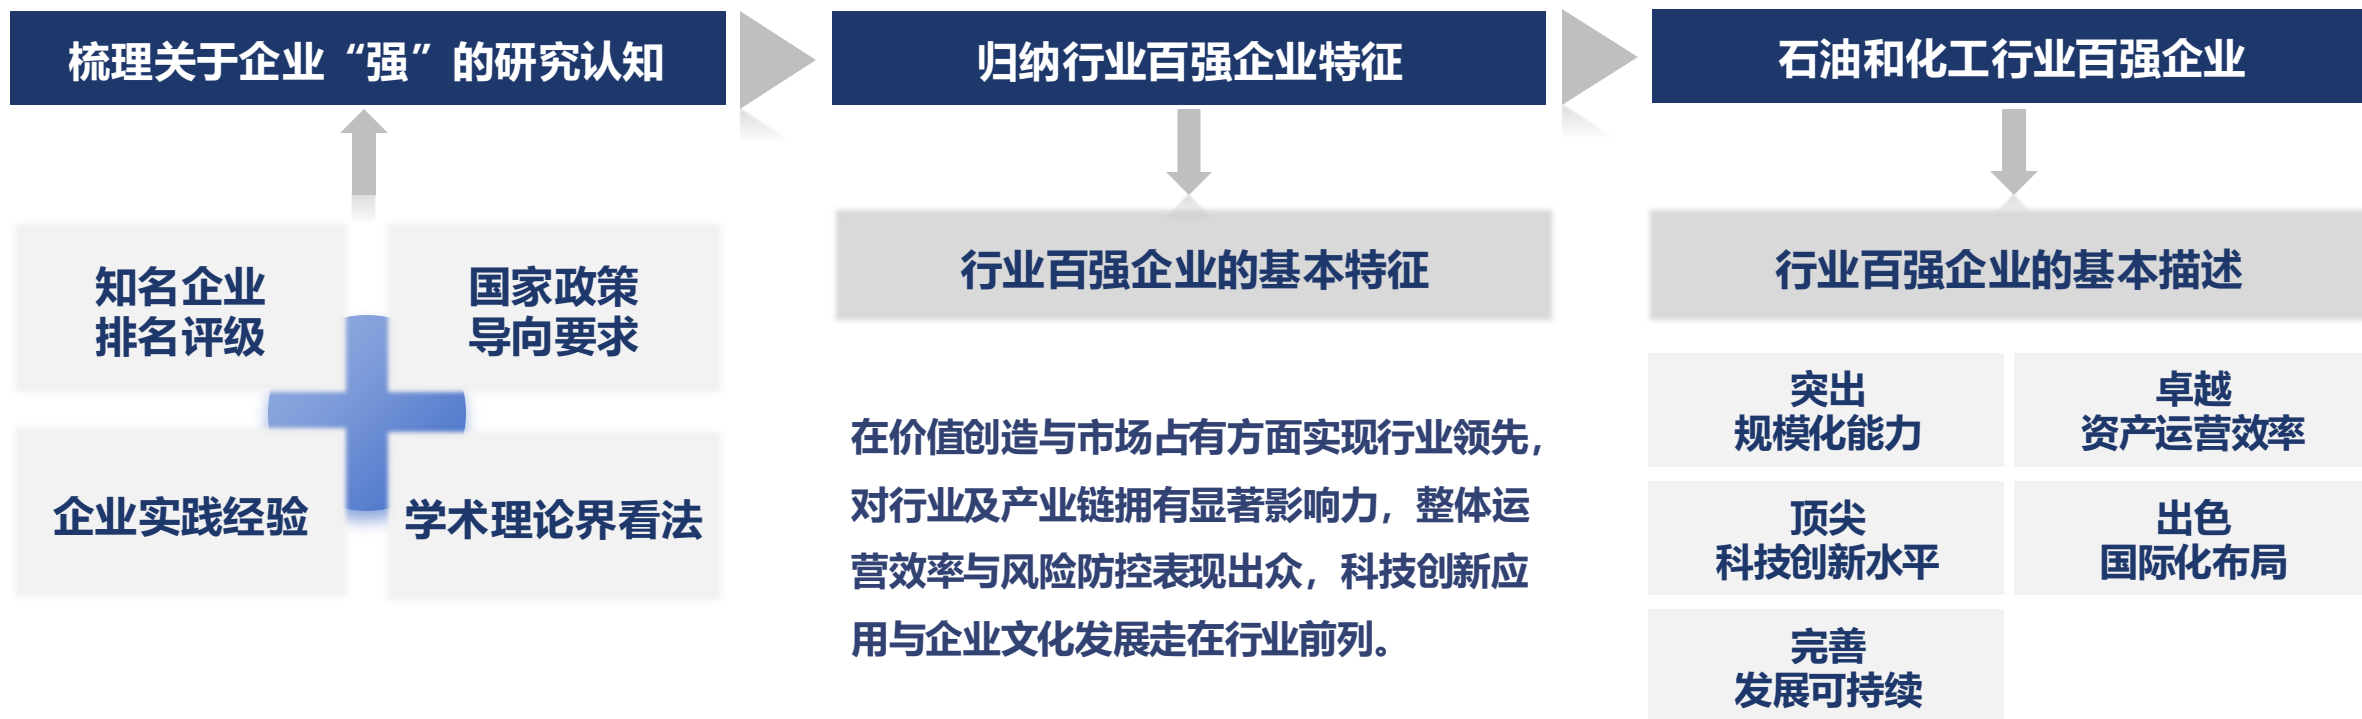 梳理关于企业“强”的研究认知
知名企业
排名评级
国家政策
导向要求
企业实践经验
学术理论界看法
归纳行业百强企业特征
行业百强企业的基本特征
在价值创造与市场占有方面实现行业领先，
对行业及产业链拥有显著影响力，整体运
营效率与风险防控表现出众，科技创新应
用与企业文化发展走在行业前列。
石油和化工行业百强企业
行业百强企业的基本描述
突出
规模化能力
卓越
资产运营效率
顶尖
科技创新水平
出色
国际化布局
完善
发展可持续